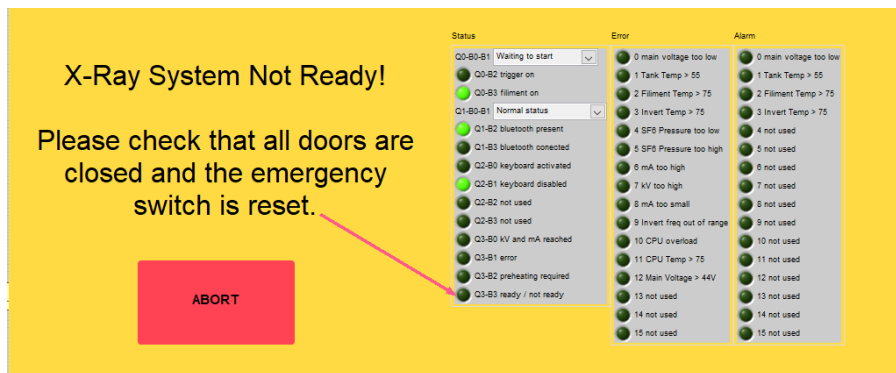 X-Ray System Not Ready!
Please check that all doors are
closed and the emergency
switch is reset.
ABORT
Status
Q0-B0-B1 Waiting to start
Q0-B2 trigger on
Q0-B3 filiment on
Q1-B0-B1 Normal status
Q1-B2 bluetooth present
Q1-B3 bluetooth conected
Q2-B0 keyboard activated
Q2-B1 keyboard disabled
Q2-B2 not used
Q2-B3 not used
Q3-B0 kV and mA reached
Q3-B1 error
Q3-B2 preheating required
Q3-B3 ready / not ready
Error
0 main voltage too low
1 Tank Temp > 55
2 Filiment Temp > 75
3 Invert Temp > 75
4 SF6 Pressure too low
5 SF6 Pressure too high
6 mA too high
7 kV too high
8 mA too small
9 Invert freq out of range
10 CPU overload
11 CPU Temp > 75
12 Main Voltage > 44V
13 not used
14 not used
15 not used
Alarm
0 main voltage too low
1 Tank Temp > 55
2 Filiment Temp > 75
3 Invert Temp > 75
4 not used
5 not used
6 not used
7 not used
8 not used
9 not used
10 not used
11 not used
12 not used
13 not used
14 not used
15 not used